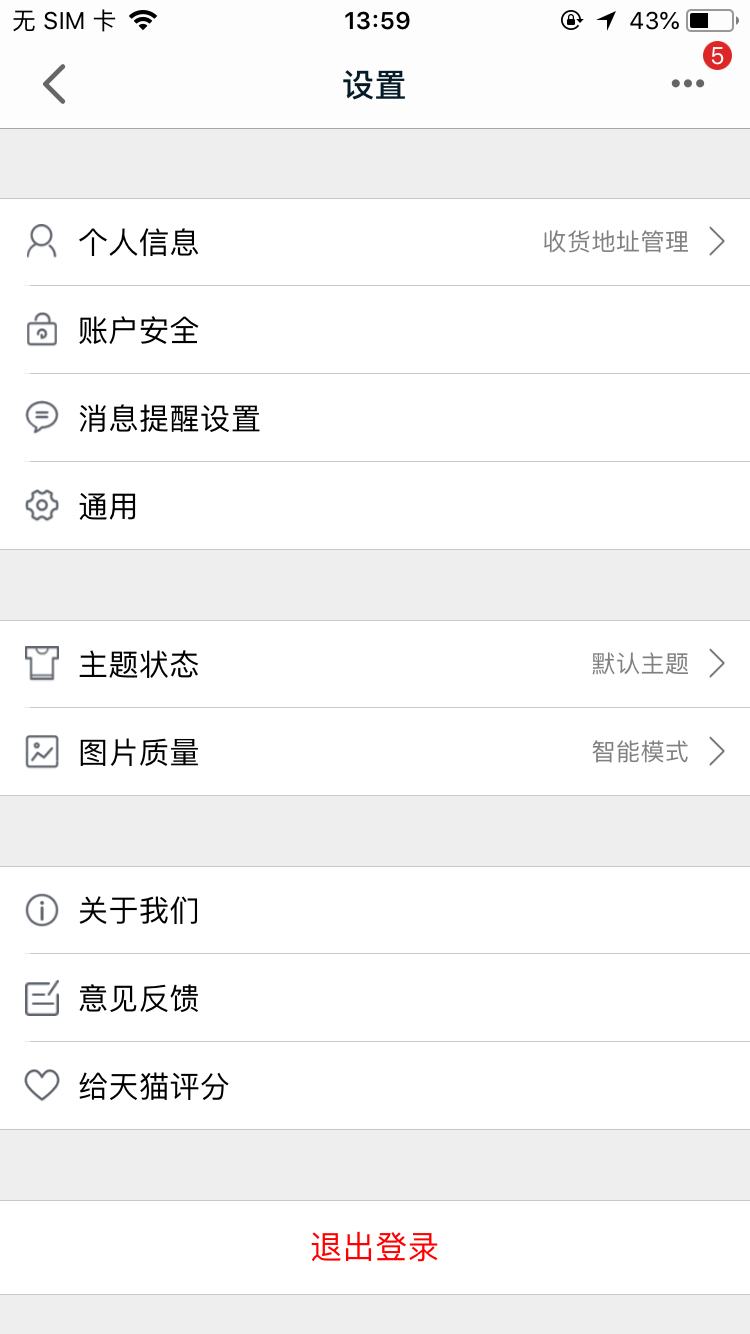 无 SIM 卡 13:59 43%
5
设置
个人信息 收货地址管理
账户安全
消息提醒设置
通用
主题状态 默认主题
图片质量 智能模式
关于我们
意见反馈
给天猫评分
退出登录